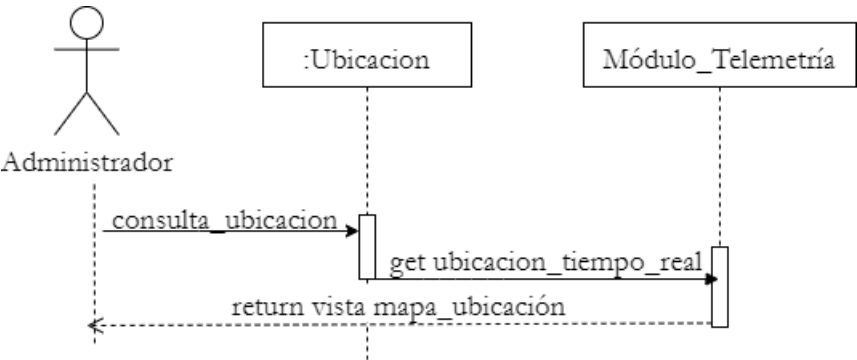 :Ubicacion
Módulo_Telemetría
Administrador
consulta_ubicacion
get ubicacion_tiempo_real
return vista mapa_ubicación